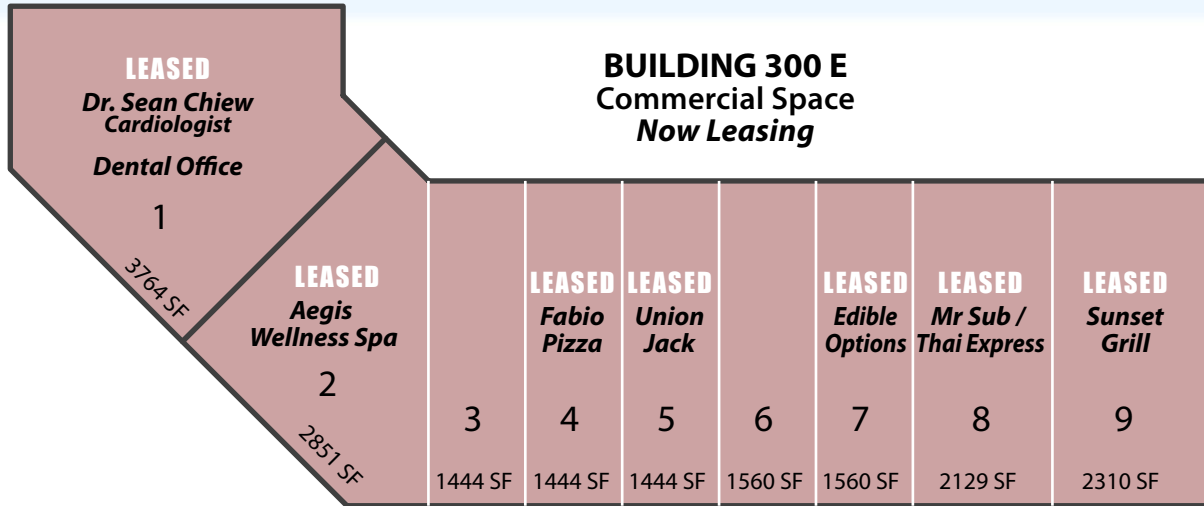 BUILDING 300 E
Commercial Space
Now Leasing
LEASED
Dr. Sean Chiew
Cardiologist
Dental Office
1
3764 SF
LEASED
Aegis
Wellness Spa
2
2851 SF
3
1444 SF
LEASED
Fabio
Pizza
4
1444 SF
LEASED
Union
Jack
5
1444 SF
6
1560 SF
LEASED
Edible
Options
7
1560 SF
LEASED
Mr Sub /
Thai Express
8
2129 SF
LEASED
Sunset
Grill
9
2310 SF